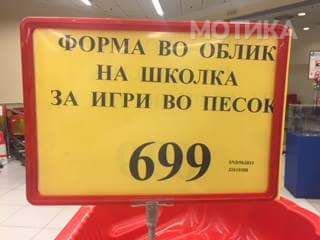 МОТИКА
ФОРМА ВО ОБЛИК
НА ШКОЛКА
ЗА ИГРИ ВО ПЕСОК
699